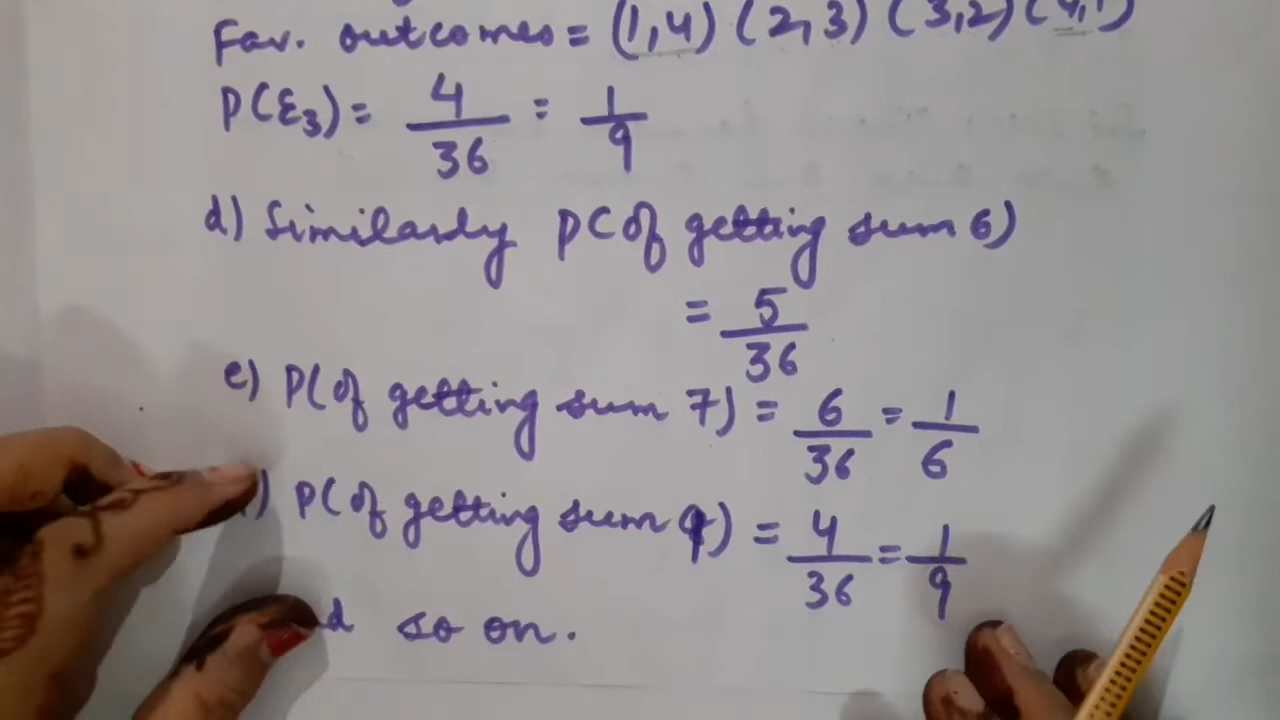 Fav. outcomes = (1,4) (2,3) (3,2) (4,1)
P(E3) = 4/36 = 1/9
d) Similarly P(of getting sum 6)
= 5/36
e) P(of getting sum 7) = 6/36 = 1/6
) P(of getting sum 9) = 4/36 = 1/9
d so on.